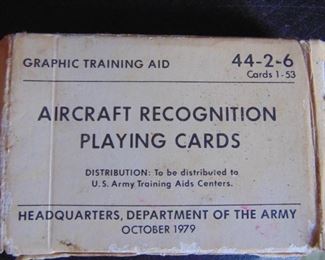 GRAPHIC TRAINING AID 44-2-6
Cards 1-53
AIRCRAFT RECOGNITION
PLAYING CARDS
DISTRIBUTION: To be distributed to
U.S. Army Training Aids Centers.
HEADQUARTERS, DEPARTMENT OF THE ARMY
OCTOBER 1979